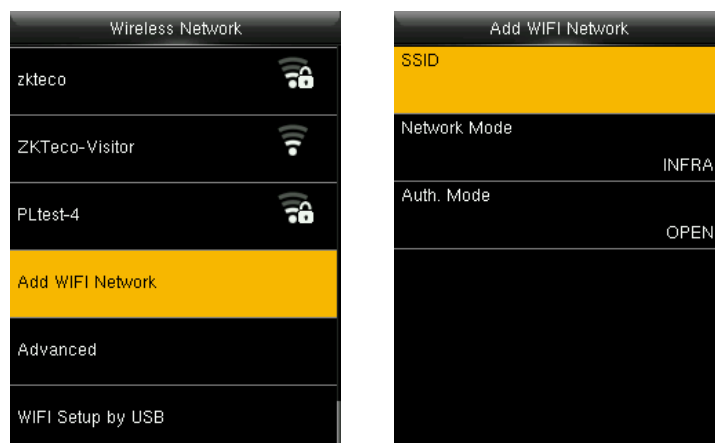 Wireless Network
zkteco
ZKTeco-Visitor
PLtest-4
Add WIFI Network
Advanced
WIFI Setup by USB
Add WIFI Network
SSID
Network Mode
INFRA
Auth. Mode
OPEN